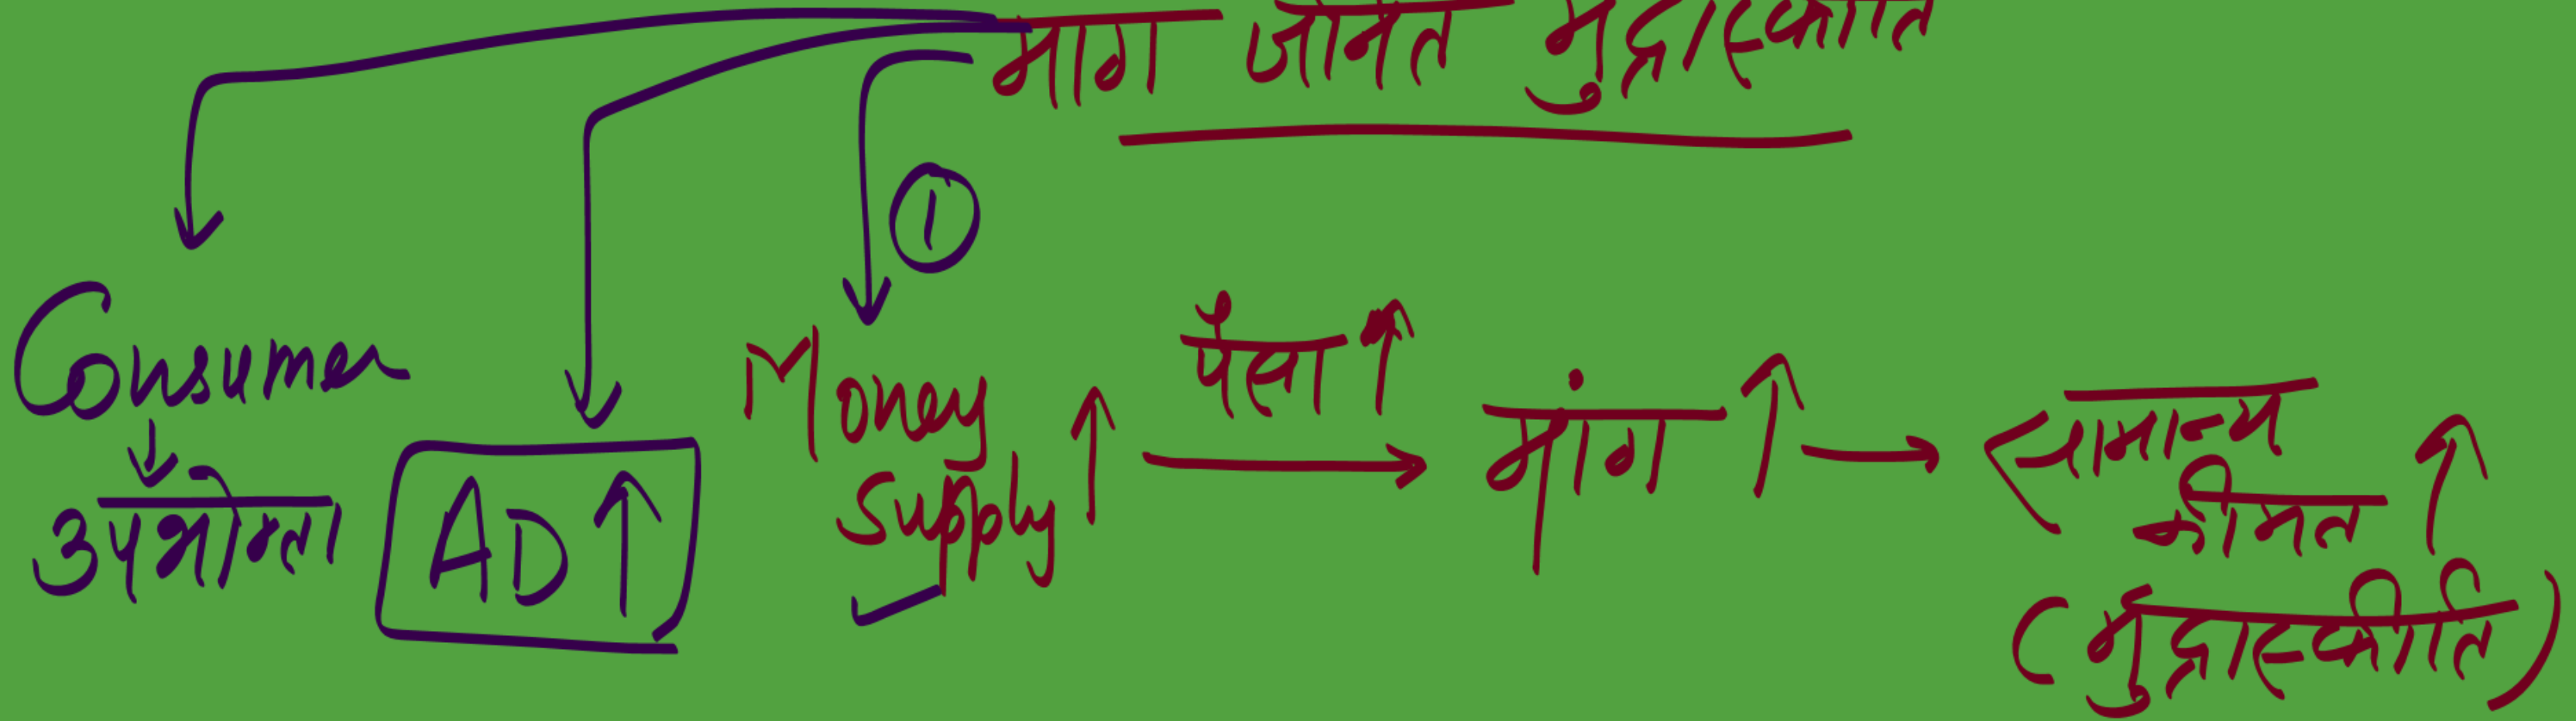 मांग जनित मुद्रास्फीति
①
Consumer
उपभोक्ता
AD↑
Money
Supply↑
पैसा↑
मांग↑
सामान्य
कीमत↑
(मुद्रास्फीति)